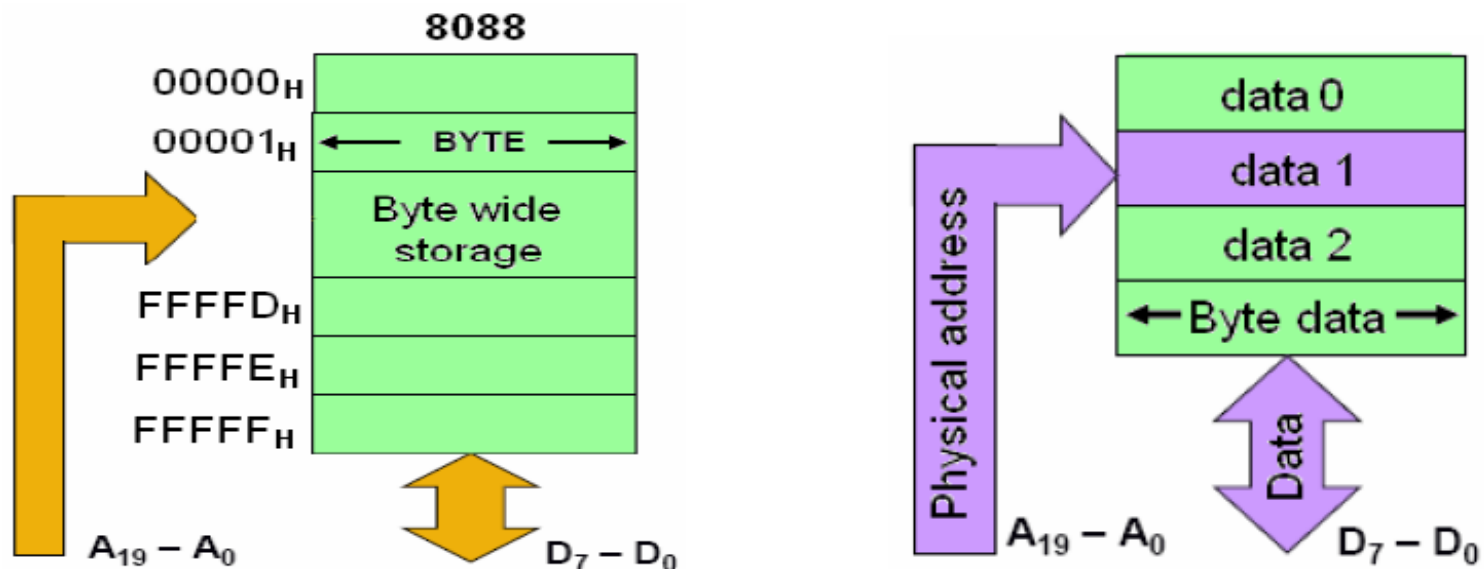 8088
00000H
00001H
BYTE
Byte wide
storage
FFFFDH
FFFFEH
FFFFFH
A19 – A0
D7 – D0
data 0
data 1
data 2
Byte data
Physical address
Data
A19 – A0
D7 – D0